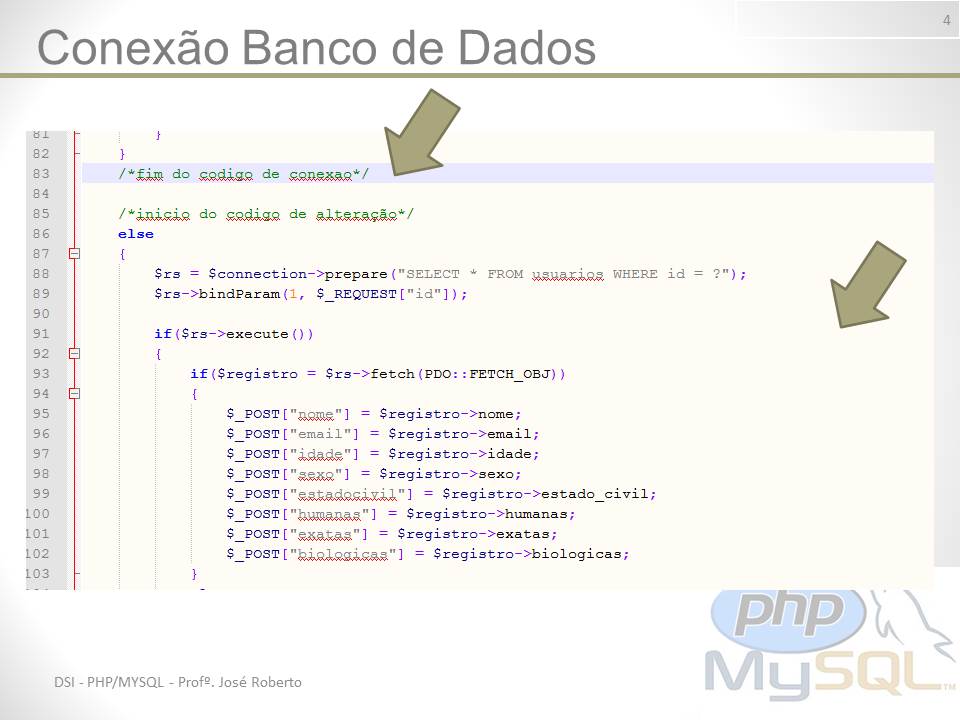 4
Conexão Banco de Dados
81 }
82 }
83 /*fim do codigo de conexao*/
84
85 /*inicio do codigo de alteração*/
86 else
87 {
88 $rs = $connection->prepare("SELECT * FROM usuarios WHERE id = ?");
89 $rs->bindParam(1, $_REQUEST["id"]);
90
91 if($rs->execute())
92 {
93 if($registro = $rs->fetch(PDO::FETCH_OBJ))
94 {
95 $_POST["nome"] = $registro->nome;
96 $_POST["email"] = $registro->email;
97 $_POST["idade"] = $registro->idade;
98 $_POST["sexo"] = $registro->sexo;
99 $_POST["estadocivil"] = $registro->estado_civil;
100 $_POST["humanas"] = $registro->humanas;
101 $_POST["exatas"] = $registro->exatas;
102 $_POST["biologicas"] = $registro->biologicas;
103 }
php
MySQL™
DSI - PHP/MYSQL - Profº. José Roberto